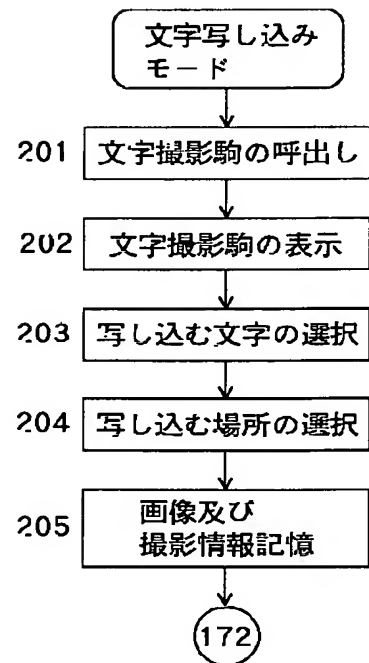 文字写し込み
モード
201 文字撮影駒の呼出し
202 文字撮影駒の表示
203 写し込む文字の選択
204 写し込む場所の選択
205 画像及び
撮影情報記憶
172